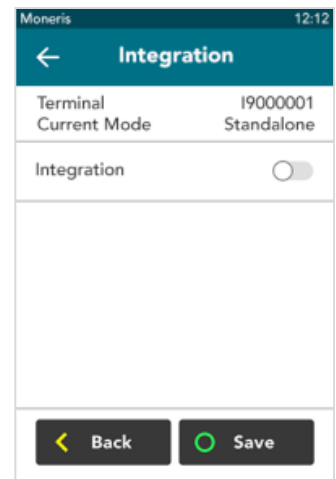 Moneris 12:12
Integration
Terminal I9000001
Current Mode Standalone
Integration
Back Save